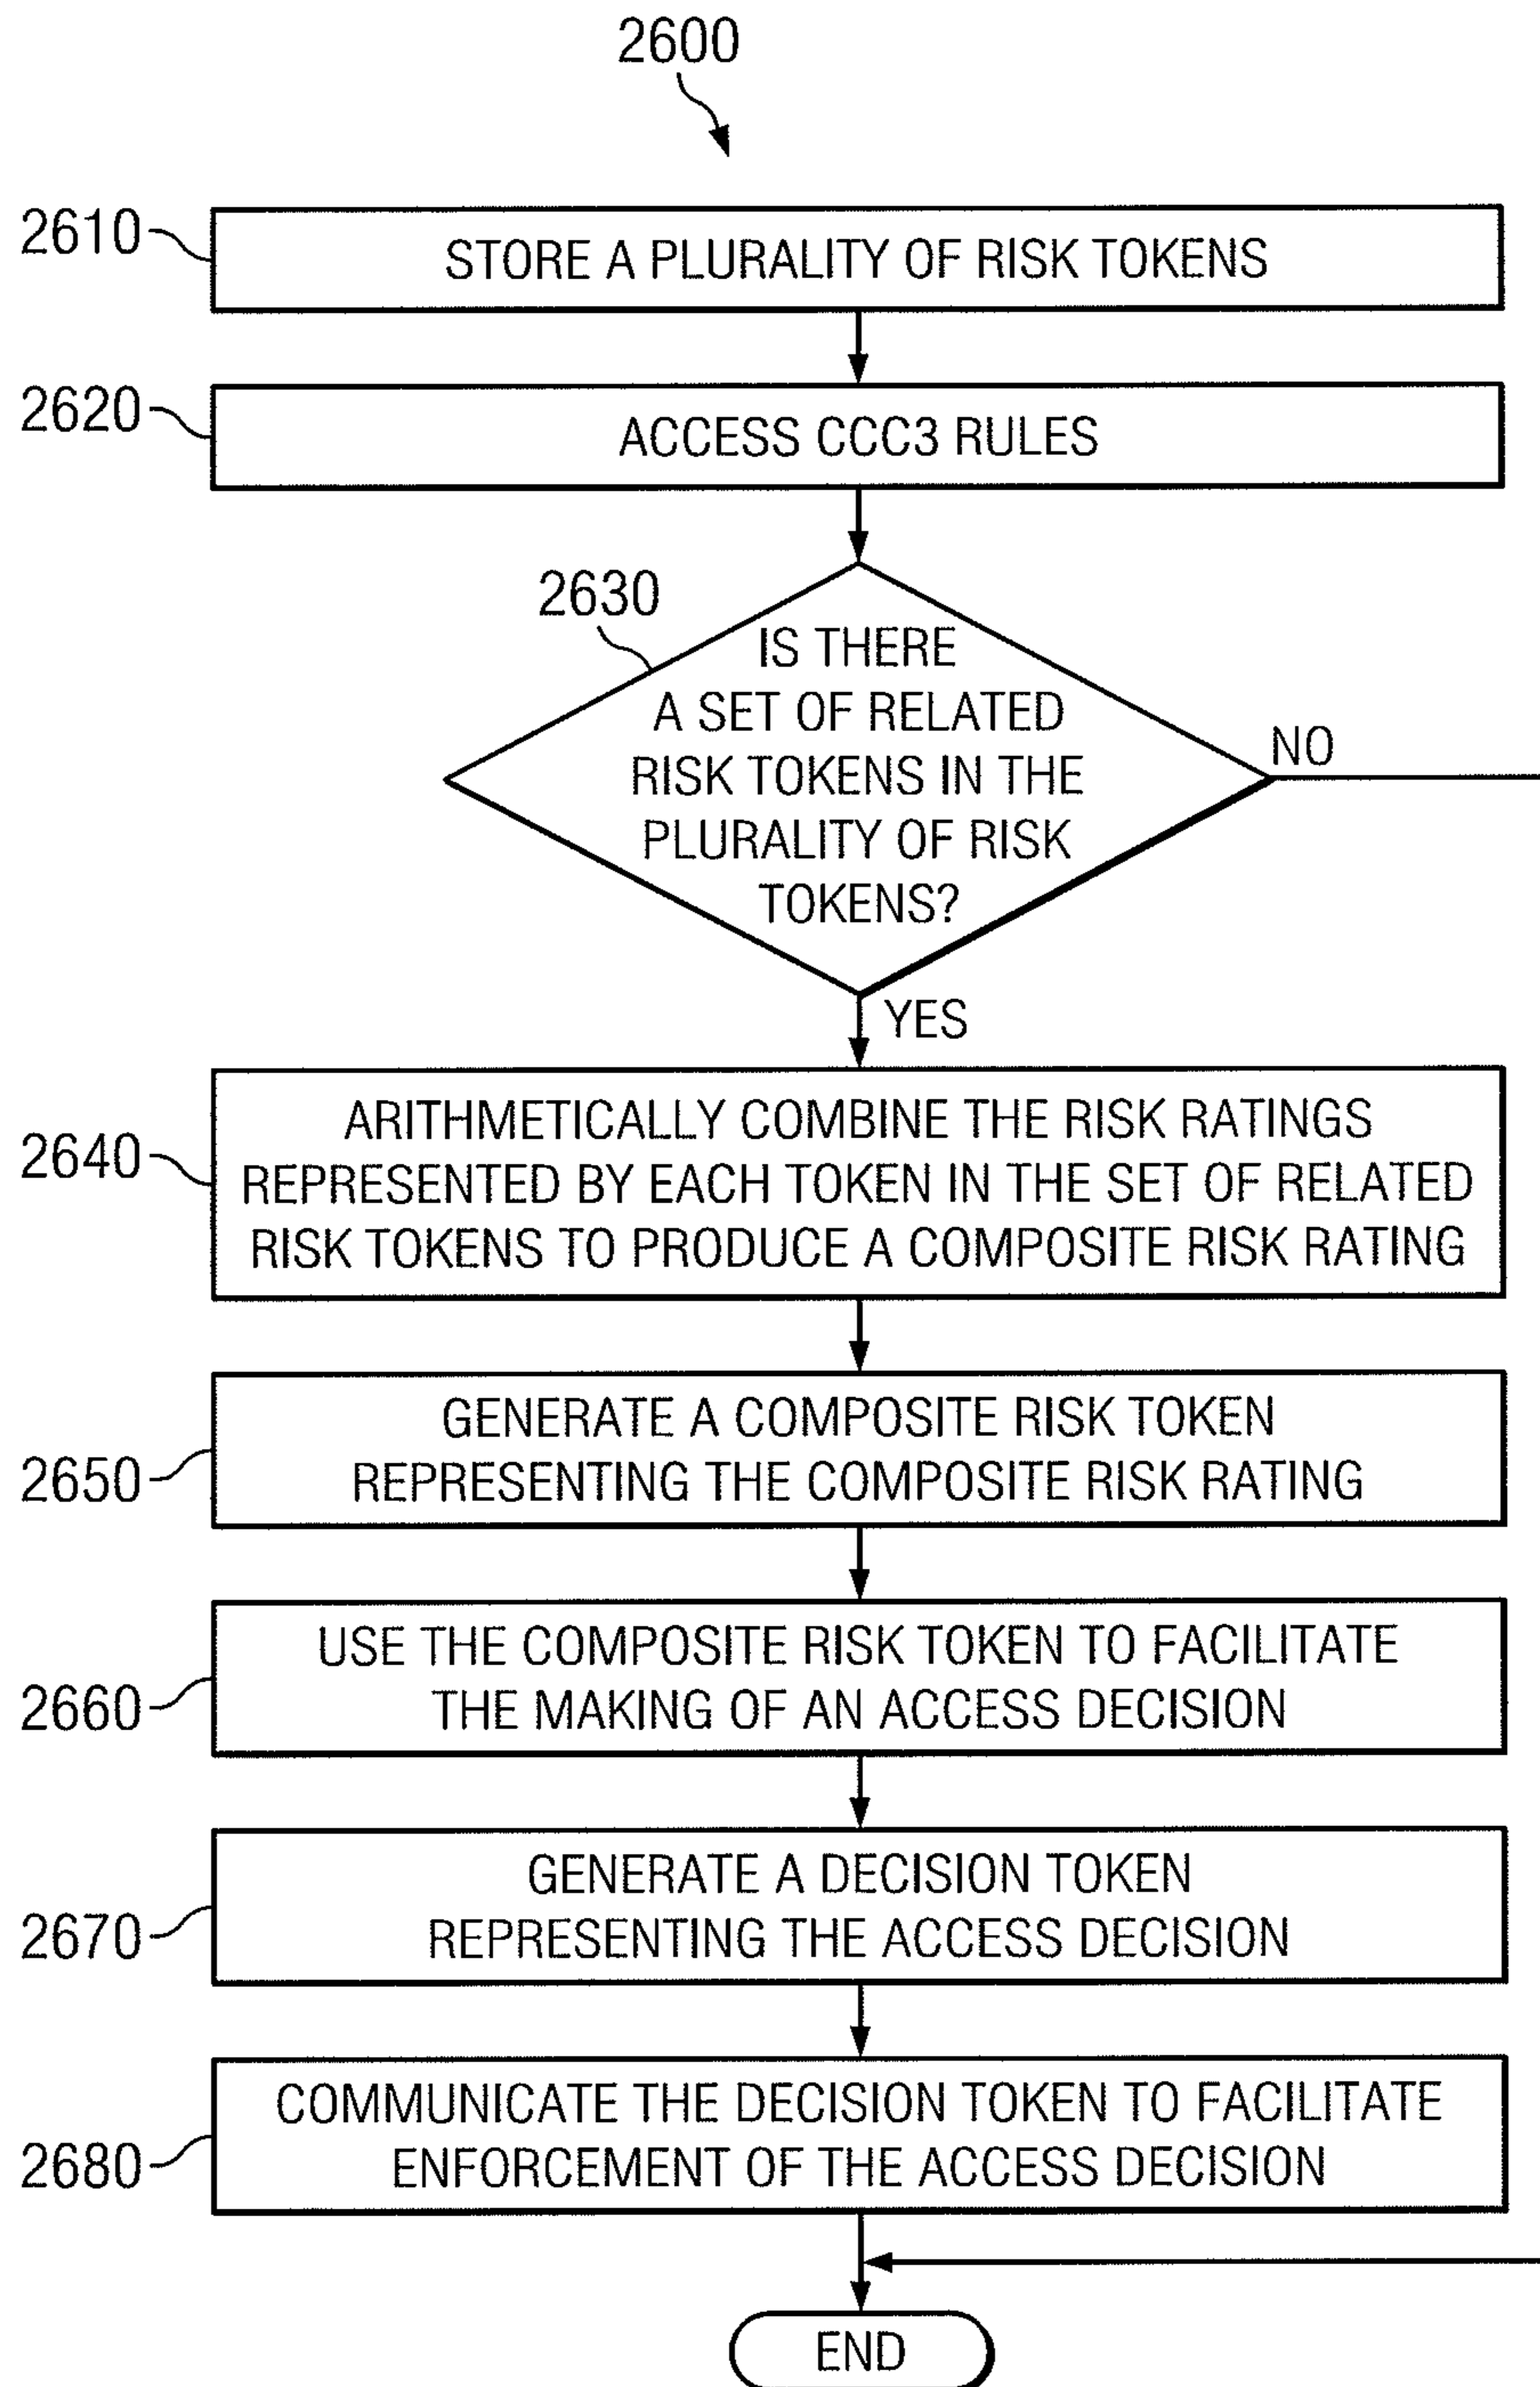 2600
2610
STORE A PLURALITY OF RISK TOKENS
2620
ACCESS CCC3 RULES
2630
IS THERE
A SET OF RELATED
RISK TOKENS IN THE
PLURALITY OF RISK
TOKENS?
NO
YES
2640
ARITHMETICALLY COMBINE THE RISK RATINGS
REPRESENTED BY EACH TOKEN IN THE SET OF RELATED
RISK TOKENS TO PRODUCE A COMPOSITE RISK RATING
2650
GENERATE A COMPOSITE RISK TOKEN
REPRESENTING THE COMPOSITE RISK RATING
2660
USE THE COMPOSITE RISK TOKEN TO FACILITATE
THE MAKING OF AN ACCESS DECISION
2670
GENERATE A DECISION TOKEN
REPRESENTING THE ACCESS DECISION
2680
COMMUNICATE THE DECISION TOKEN TO FACILITATE
ENFORCEMENT OF THE ACCESS DECISION
END